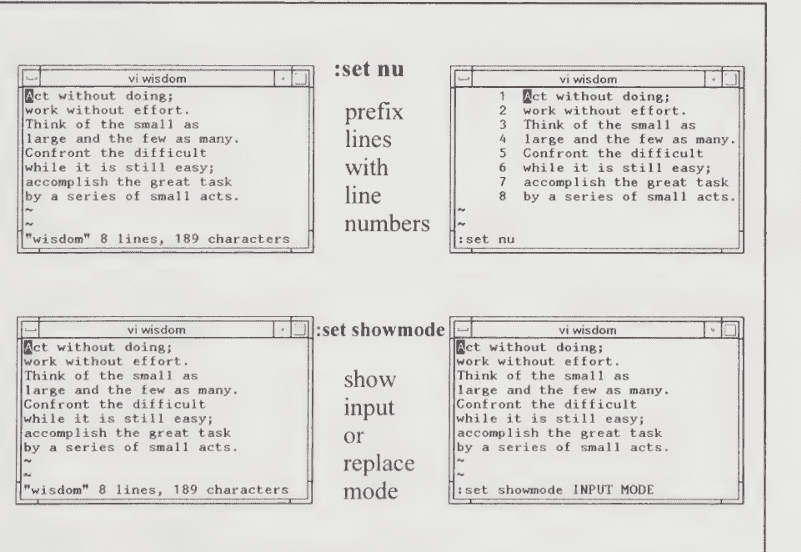 :set nu
vi wisdom
Act without doing;
work without effort.
Think of the small as
large and the few as many.
Confront the difficult
while it is still easy;
accomplish the great task
by a series of small acts.
~
~
"wisdom" 8 lines, 189 characters
prefix
lines
with
line
numbers
vi wisdom
1 Act without doing;
2 work without effort.
3 Think of the small as
4 large and the few as many.
5 Confront the difficult
6 while it is still easy;
7 accomplish the great task
8 by a series of small acts.
~
~
:set nu
:set showmode
vi wisdom
Act without doing;
work without effort.
Think of the small as
large and the few as many.
Confront the difficult
while it is still easy;
accomplish the great task
by a series of small acts.
~
~
"wisdom" 8 lines, 189 characters
show
input
or
replace
mode
vi wisdom
Act without doing;
work without effort.
Think of the small as
large and the few as many.
Confront the difficult
while it is still easy;
accomplish the great task
by a series of small acts.
~
~
:set showmode INPUT MODE